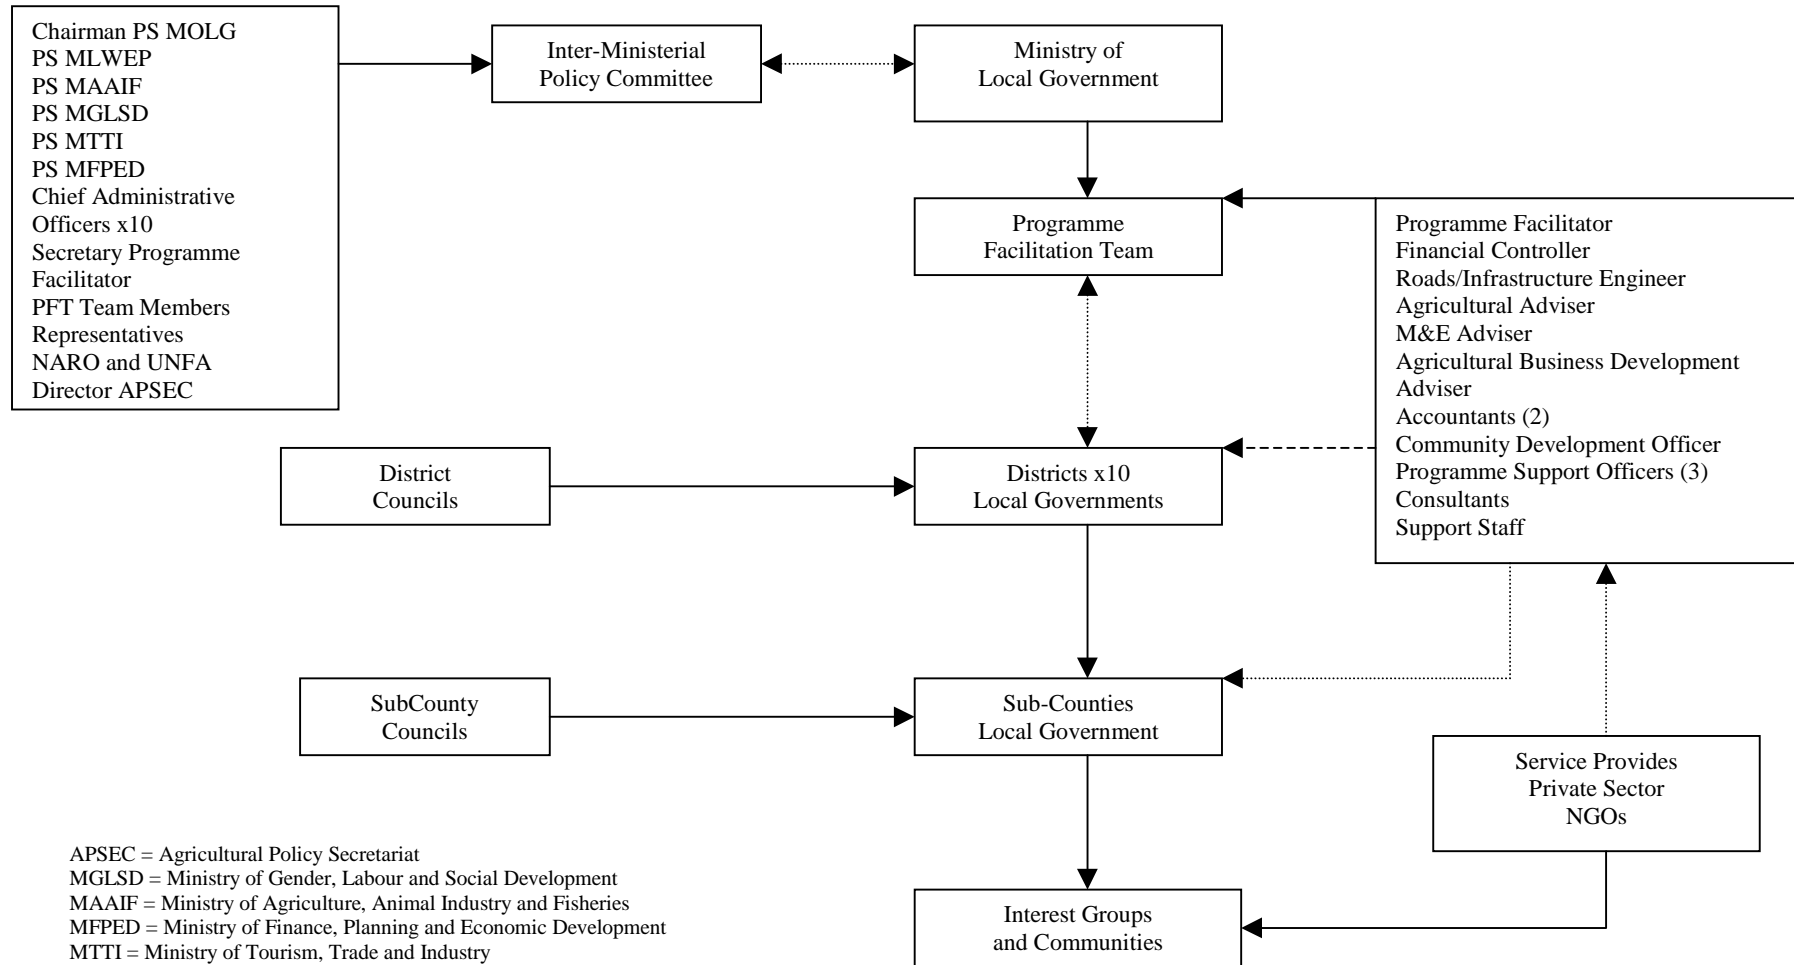 Chairman PS MOLG
PS MLWEP
PS MAAIF
PS MGLSD
PS MTTI
PS MFPED
Chief Administrative
Officers x10
Secretary Programme
Facilitator
PFT Team Members
Representatives
NARO and UNFA
Director APSEC
Inter-Ministerial
Policy Committee
Ministry of
Local Government
Programme
Facilitation Team
Programme Facilitator
Financial Controller
Roads/Infrastructure Engineer
Agricultural Adviser
M&E Adviser
Agricultural Business Development
Adviser
Accountants (2)
Community Development Officer
Programme Support Officers (3)
Consultants
Support Staff
District
Councils
Districts x10
Local Governments
SubCounty
Councils
Sub-Counties
Local Government
Service Provides
Private Sector
NGOs
Interest Groups
and Communities
APSEC = Agricultural Policy Secretariat
MGLSD = Ministry of Gender, Labour and Social Development
MAAIF = Ministry of Agriculture, Animal Industry and Fisheries
MFPED = Ministry of Finance, Planning and Economic Development
MTTI = Ministry of Tourism, Trade and Industry